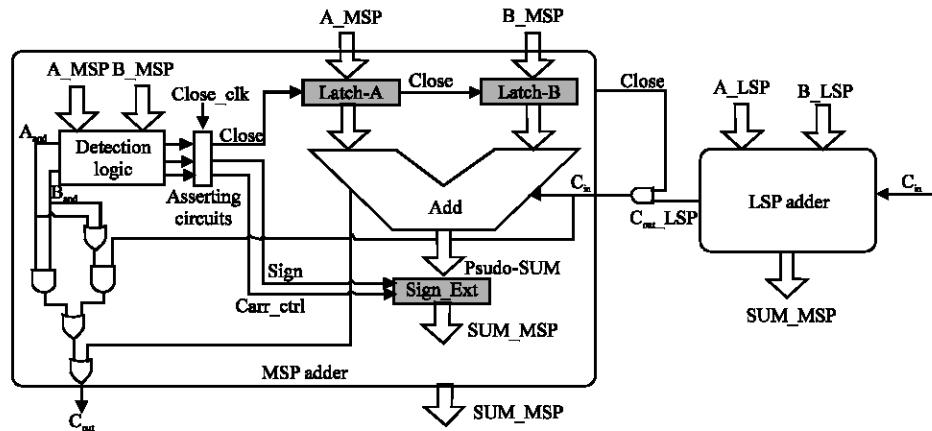 A_MSP
B_MSP
A_MSP B_MSP
Close_clk
Close
Close
Close
Latch-A
Latch-B
A_LSP
B_LSP
A_and
Detection
logic
B_and
Asserting
circuits
Add
C_in
C_out_LSP
LSP adder
C_in
Sign
Carr_ctrl
Psudo-SUM
Sign_Ext
SUM_MSP
SUM_MSP
MSP adder
C_out
SUM_MSP